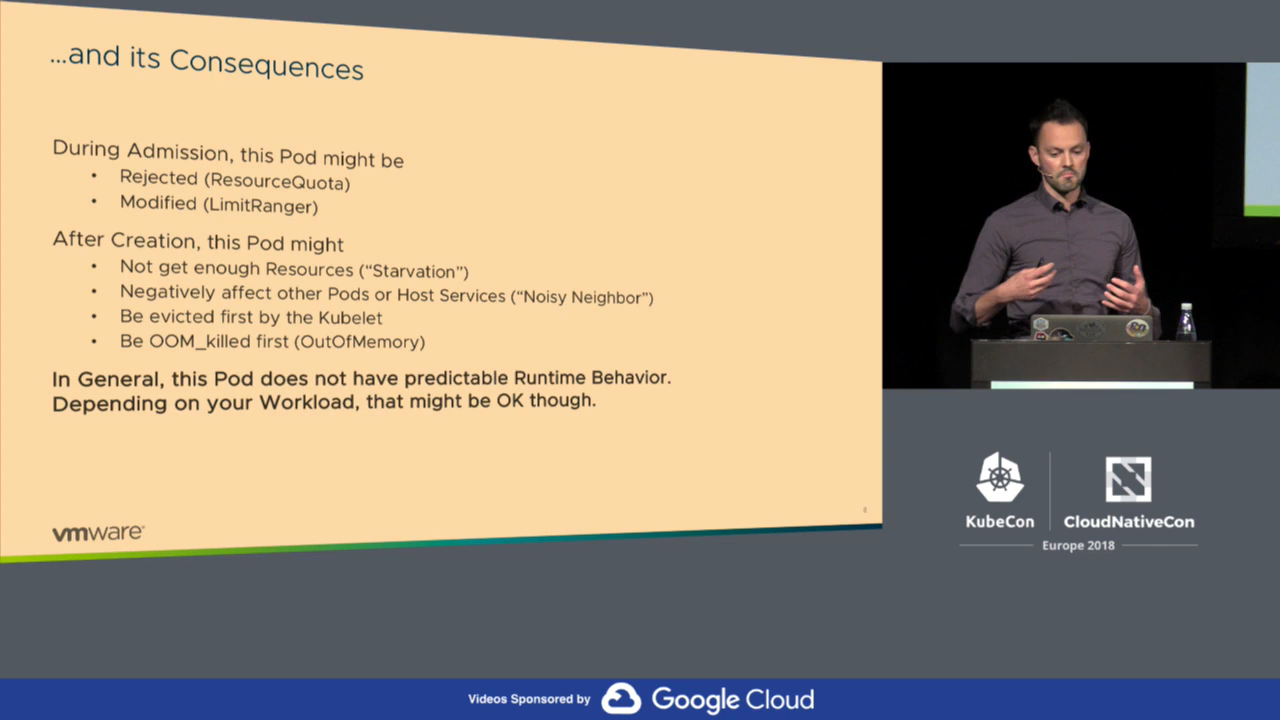 ...and its Consequences
During Admission, this Pod might be
• Rejected (ResourceQuota)
• Modified (LimitRanger)
After Creation, this Pod might
• Not get enough Resources (“Starvation”)
• Negatively affect other Pods or Host Services (“Noisy Neighbor”)
• Be evicted first by the Kubelet
• Be OOM_killed first (OutOfMemory)
In General, this Pod does not have predictable Runtime Behavior.
Depending on your Workload, that might be OK though.
vmware®
8
KubeCon
CloudNativeCon
Europe 2018
Videos Sponsored by Google Cloud